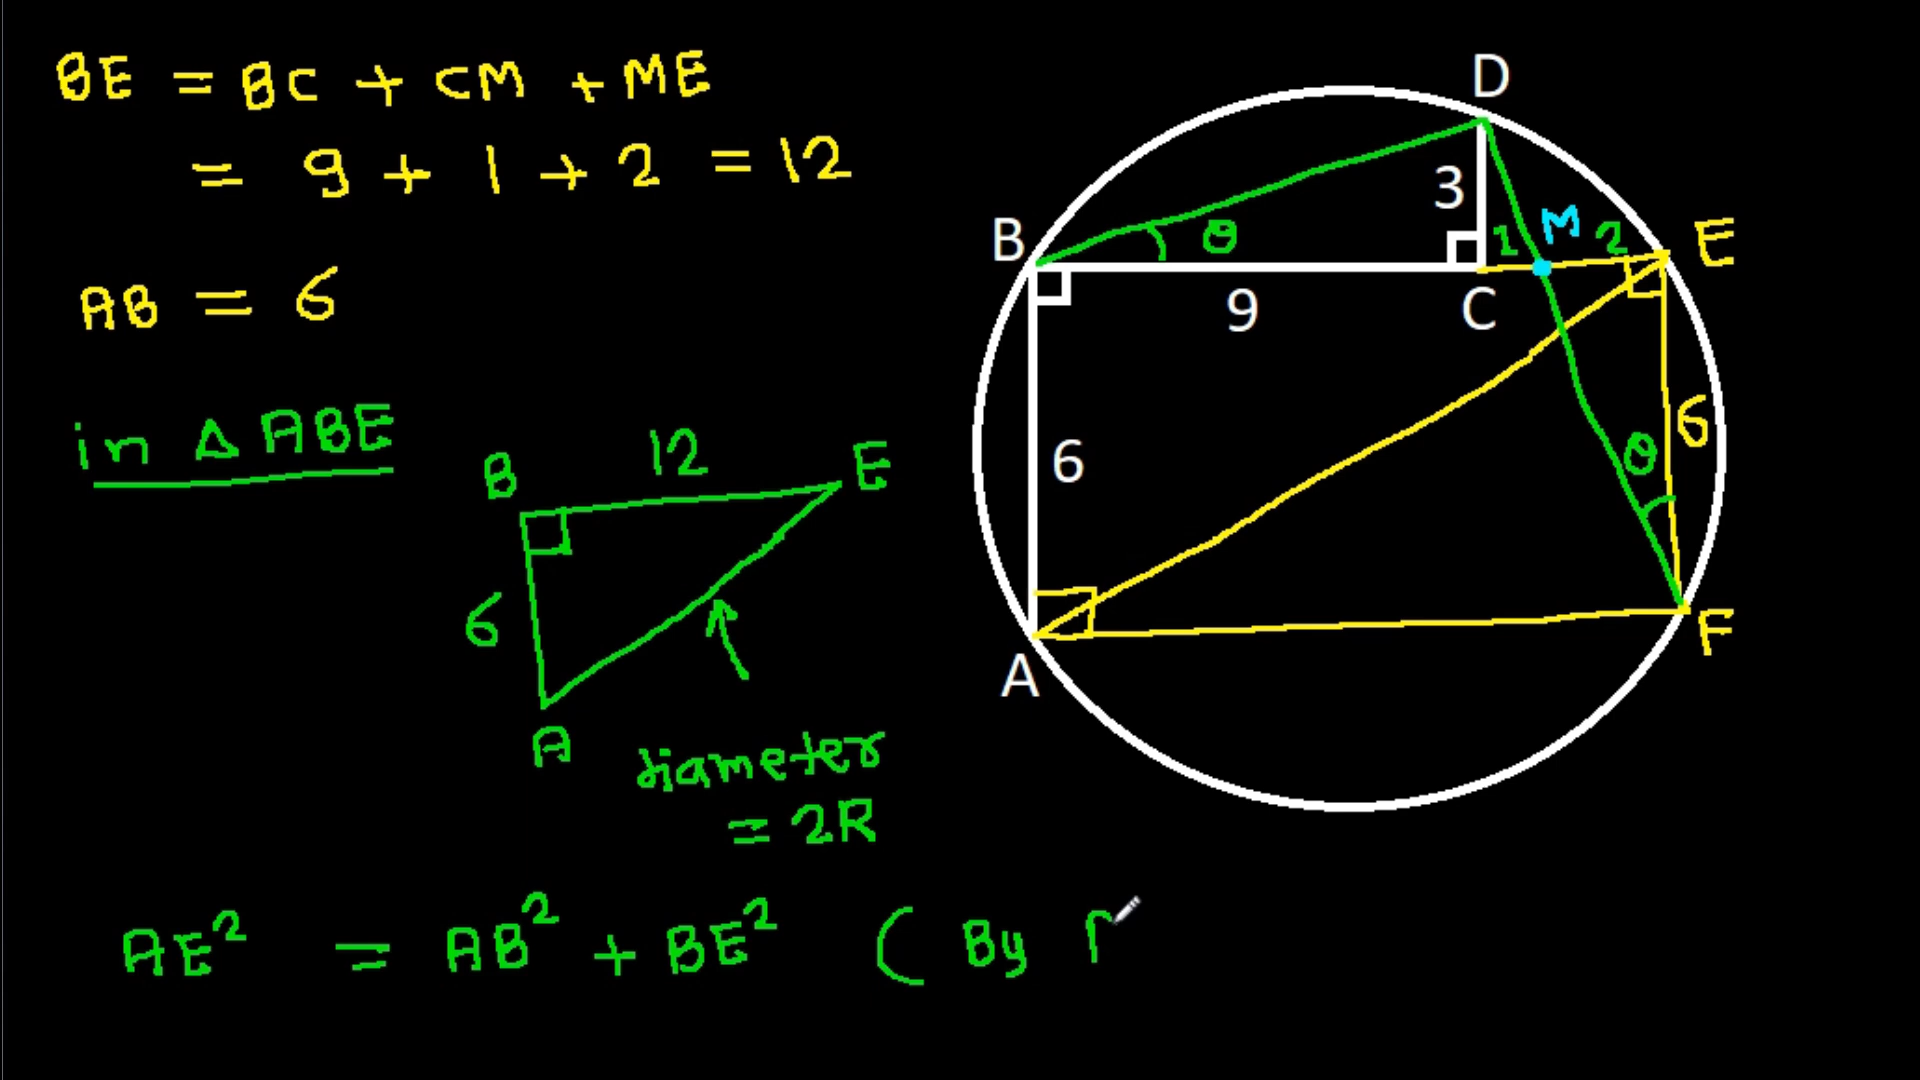 BE = BC + CM + ME
= 9 + 1 + 2 = 12
AB = 6
in Δ ABE
B 12 E
6
A
diameter
= 2R
AE² = AB² + BE² ( By
D
3
B θ 1 M 2 E
9 C
6 θ 6
A F